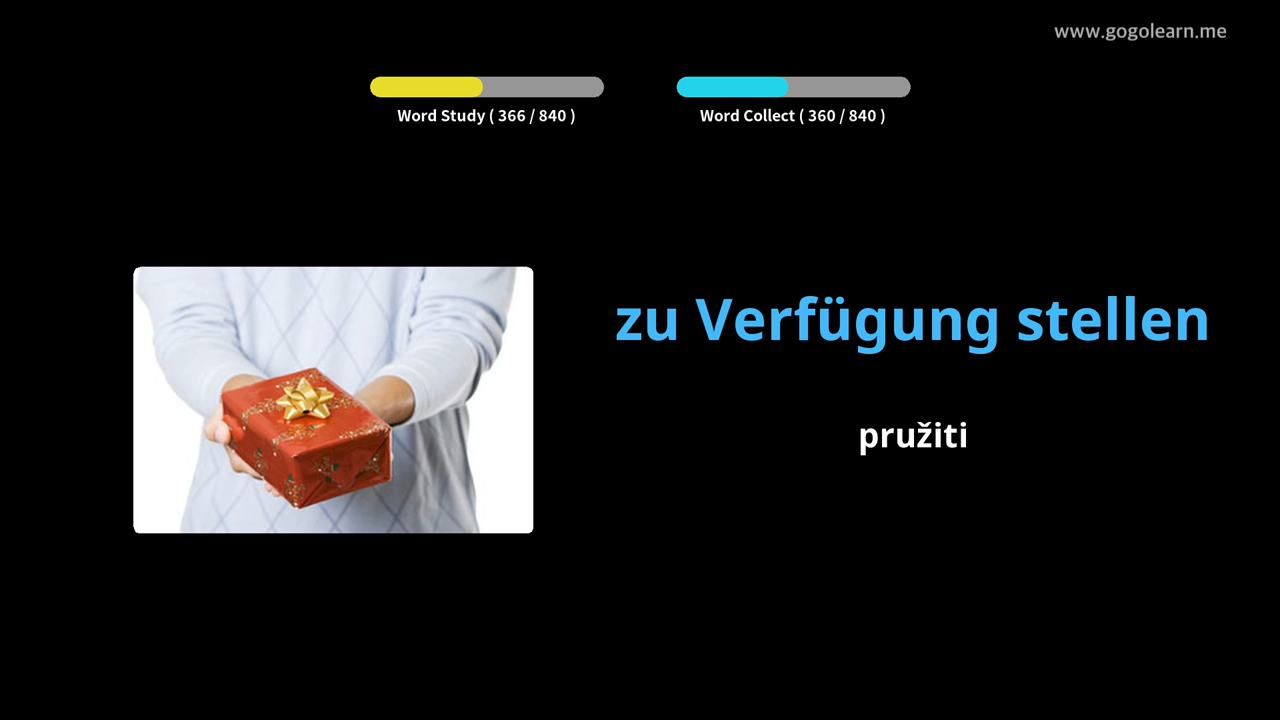 www.gogolearn.me
Word Study ( 366 / 840 )
Word Collect ( 360 / 840 )
zu Verfügung stellen
pružiti